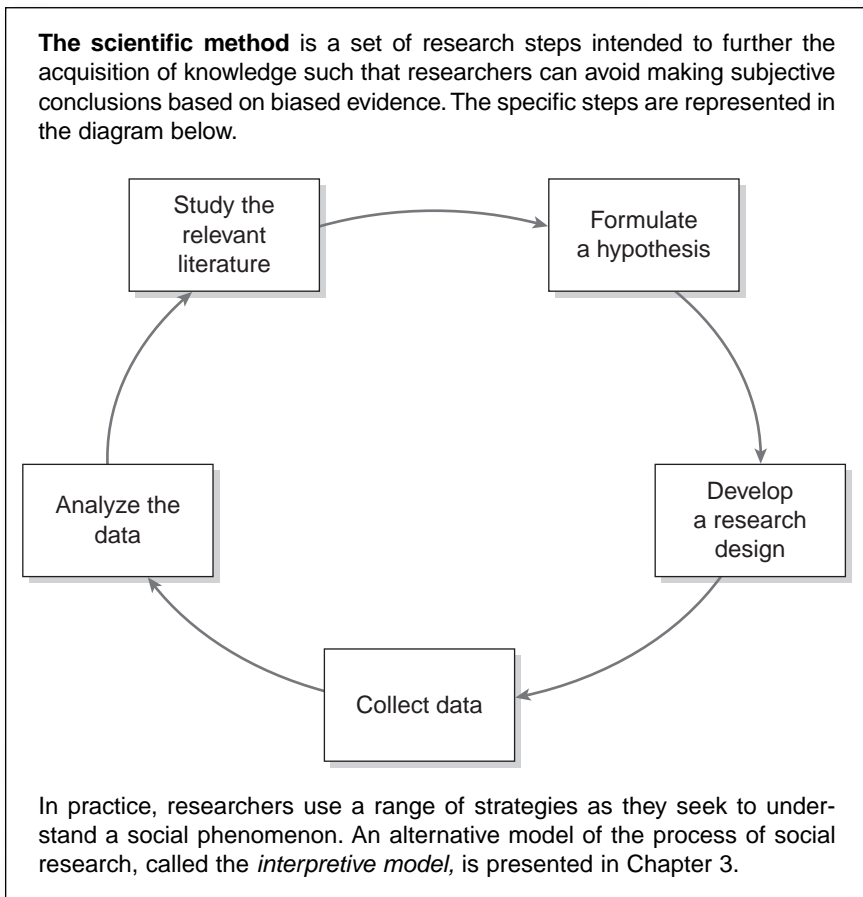 The scientific method is a set of research steps intended to further the
acquisition of knowledge such that researchers can avoid making subjective
conclusions based on biased evidence. The specific steps are represented in
the diagram below.
Study the
relevant
literature
Formulate
a hypothesis
Develop
a research
design
Collect data
Analyze the
data
In practice, researchers use a range of strategies as they seek to under-
stand a social phenomenon. An alternative model of the process of social
research, called the interpretive model, is presented in Chapter 3.